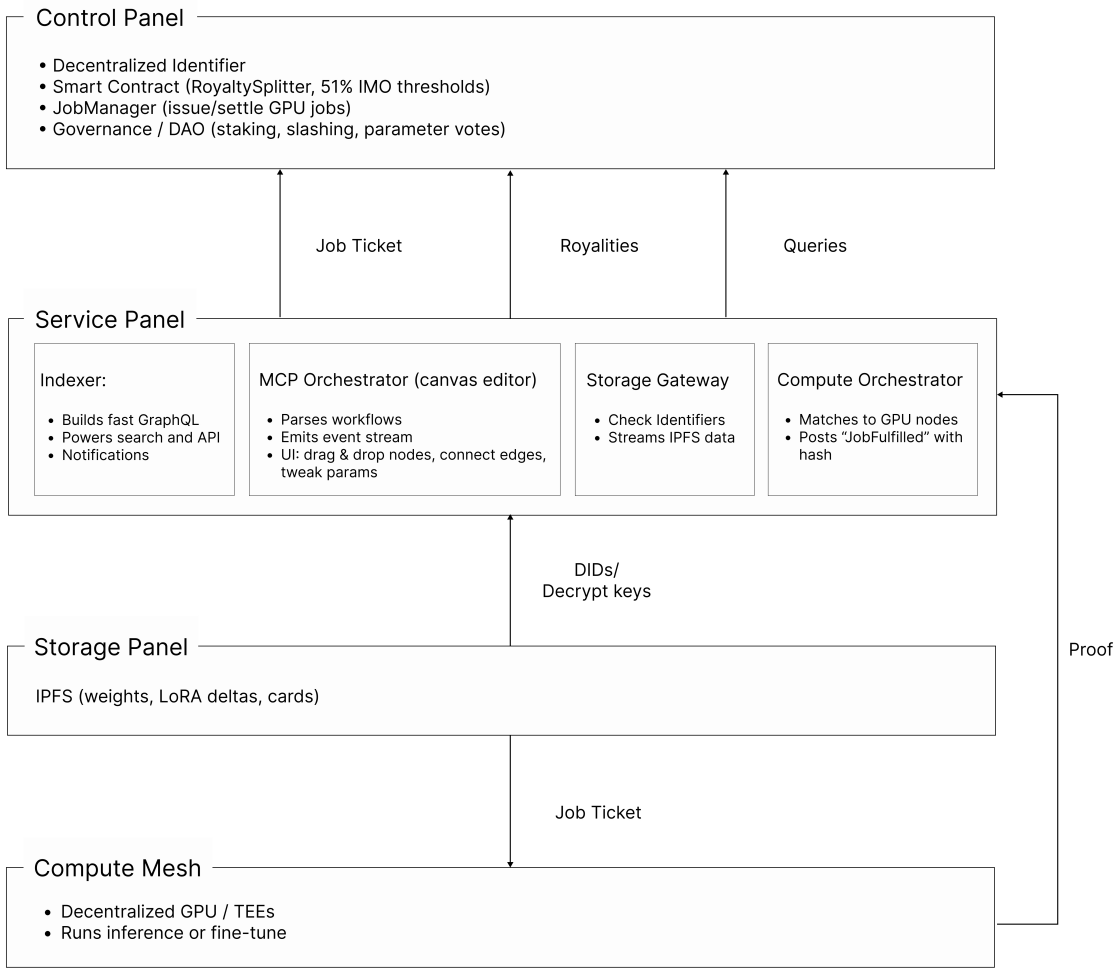 Control Panel
• Decentralized Identifier
• Smart Contract (RoyaltySplitter, 51% IMO thresholds)
• JobManager (issue/settle GPU jobs)
• Governance / DAO (staking, slashing, parameter votes)
Job Ticket
Royalities
Queries
Service Panel
Indexer:
• Builds fast GraphQL
• Powers search and API
• Notifications
MCP Orchestrator (canvas editor)
• Parses workflows
• Emits event stream
• UI: drag & drop nodes, connect edges,
tweak params
Storage Gateway
• Check Identifiers
• Streams IPFS data
Compute Orchestrator
• Matches to GPU nodes
• Posts “JobFulfilled” with
hash
DIDs/
Decrypt keys
Proof
Storage Panel
IPFS (weights, LoRA deltas, cards)
Job Ticket
Compute Mesh
• Decentralized GPU / TEEs
• Runs inference or fine-tune